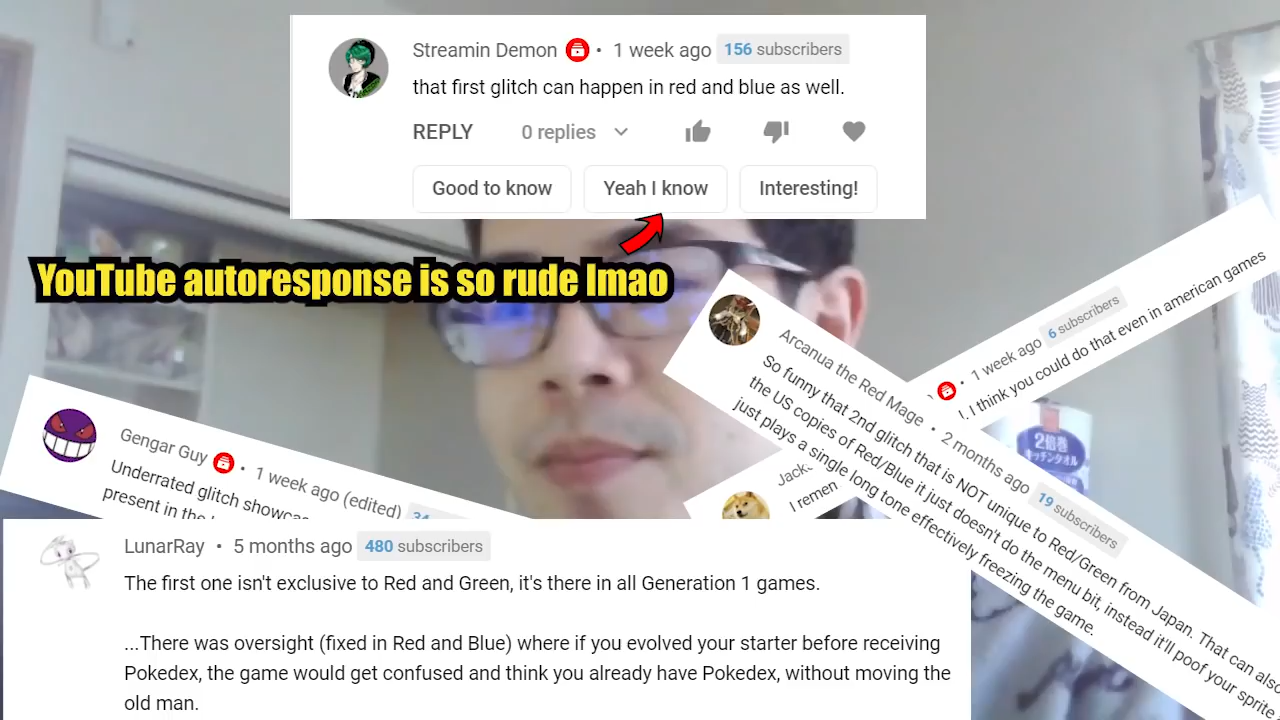 Streamin Demon • 1 week ago 156 subscribers
that first glitch can happen in red and blue as well.
REPLY 0 replies
Good to know Yeah I know Interesting!
YouTube autoresponse is so rude lmao
• 1 week ago 6 subscribers
I think you could do that even in american games
Arcanua the Red Mage • 2 months ago 19 subscribers
So funny that 2nd glitch that is NOT unique to Red/Green from Japan. That can also
the US copies of Red/Blue it just doesn't do the menu bit, instead it'll poof your sprite
just plays a single long tone effectively freezing the game.
2倍巻
キッチンタオル
Gengar Guy • 1 week ago (edited) 34
Underrated glitch
present in the
I
LunarRay • 5 months ago 480 subscribers
The first one isn't exclusive to Red and Green, it's there in all Generation 1 games.
...There was oversight (fixed in Red and Blue) where if you evolved your starter before receiving
Pokedex, the game would get confused and think you already have Pokedex, without moving the
old man.